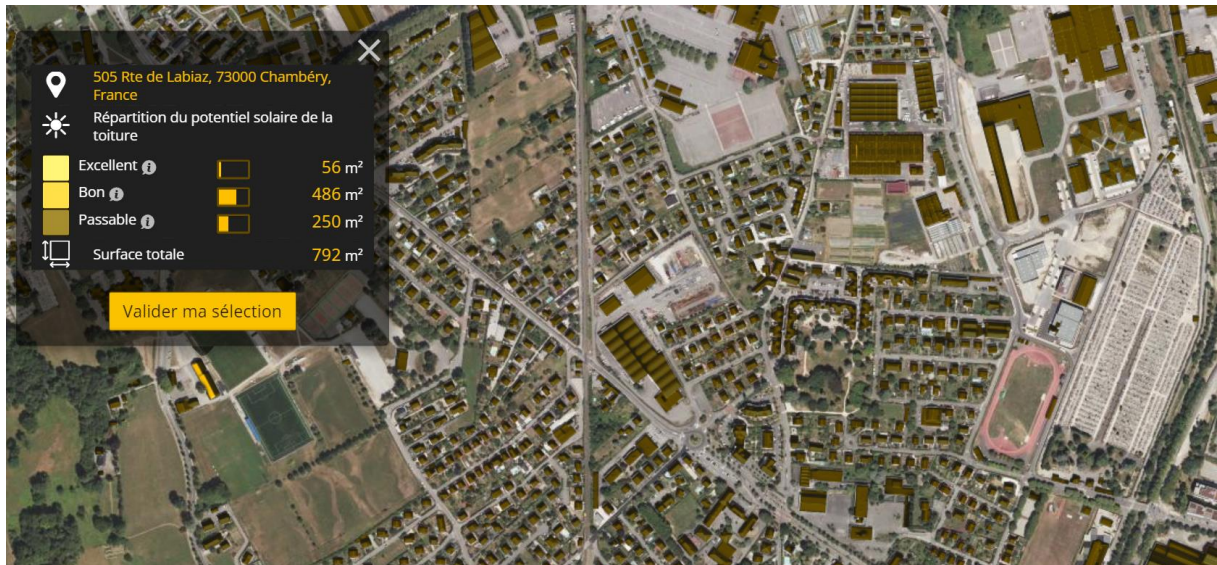 505 Rte de Labiaz, 73000 Chambéry,
France
Répartition du potentiel solaire de la
toiture
Excellent i 56 m²
Bon i 486 m²
Passable i 250 m²
Surface totale 792 m²
Valider ma sélection